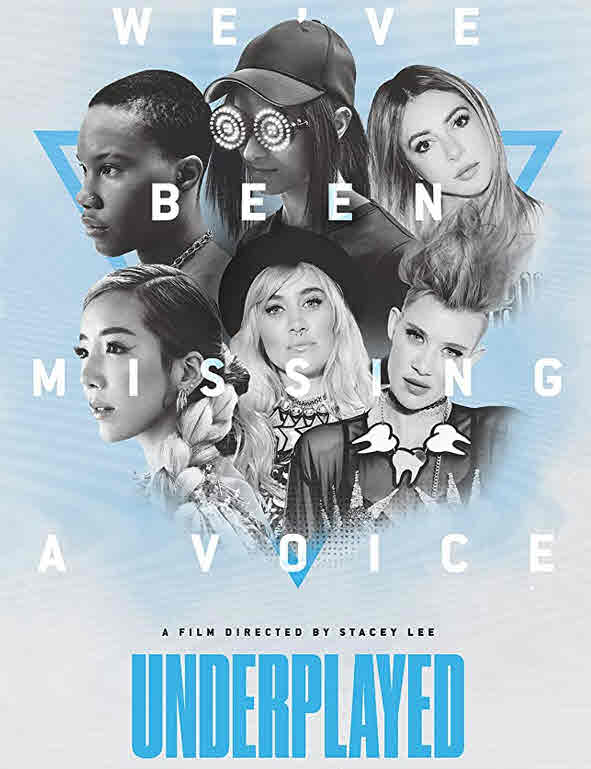 WE'VE
BEEN
MISSING
A VOICE
A FILM DIRECTED BY STACEY LEE
UNDERPLAYED